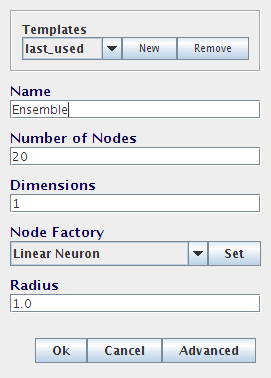 Templates
last_used New Remove
Name
Ensemble
Number of Nodes
20
Dimensions
1
Node Factory
Linear Neuron Set
Radius
1.0
Ok Cancel Advanced